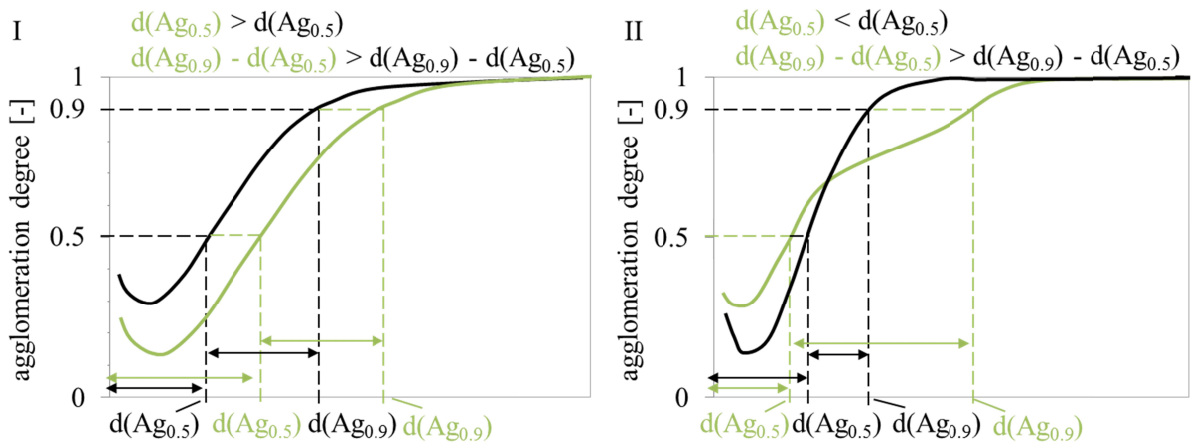 I
d(Ag0.5) > d(Ag0.5)
d(Ag0.9) - d(Ag0.5) > d(Ag0.9) - d(Ag0.5)
1
0.9
0.5
0
agglomeration degree [-]
d(Ag0.5)
d(Ag0.5)
d(Ag0.9)
d(Ag0.9)
II
d(Ag0.5) < d(Ag0.5)
d(Ag0.9) - d(Ag0.5) > d(Ag0.9) - d(Ag0.5)
1
0.9
0.5
0
agglomeration degree [-]
d(Ag0.5)
d(Ag0.5)
d(Ag0.9)
d(Ag0.9)